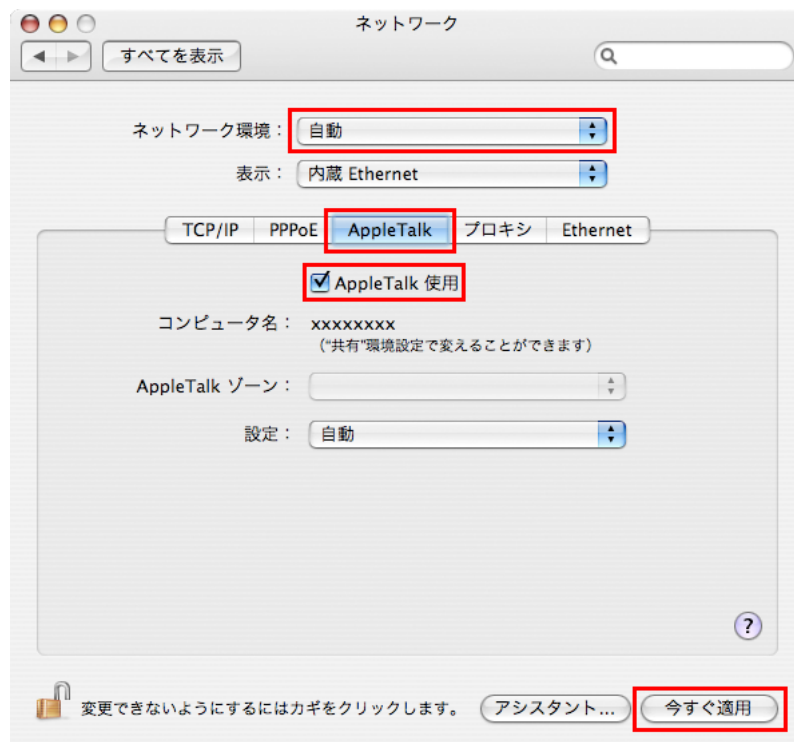 ネットワーク
すべてを表示
ネットワーク環境： 自動
表示： 内蔵 Ethernet
TCP/IP PPPoE AppleTalk プロキシ Ethernet
AppleTalk 使用
コンピュータ名： xxxxxxxx
（“共有”環境設定で変えることができます）
AppleTalk ゾーン：
設定： 自動
?
変更できないようにするにはカギをクリックします。 アシスタント... 今すぐ適用